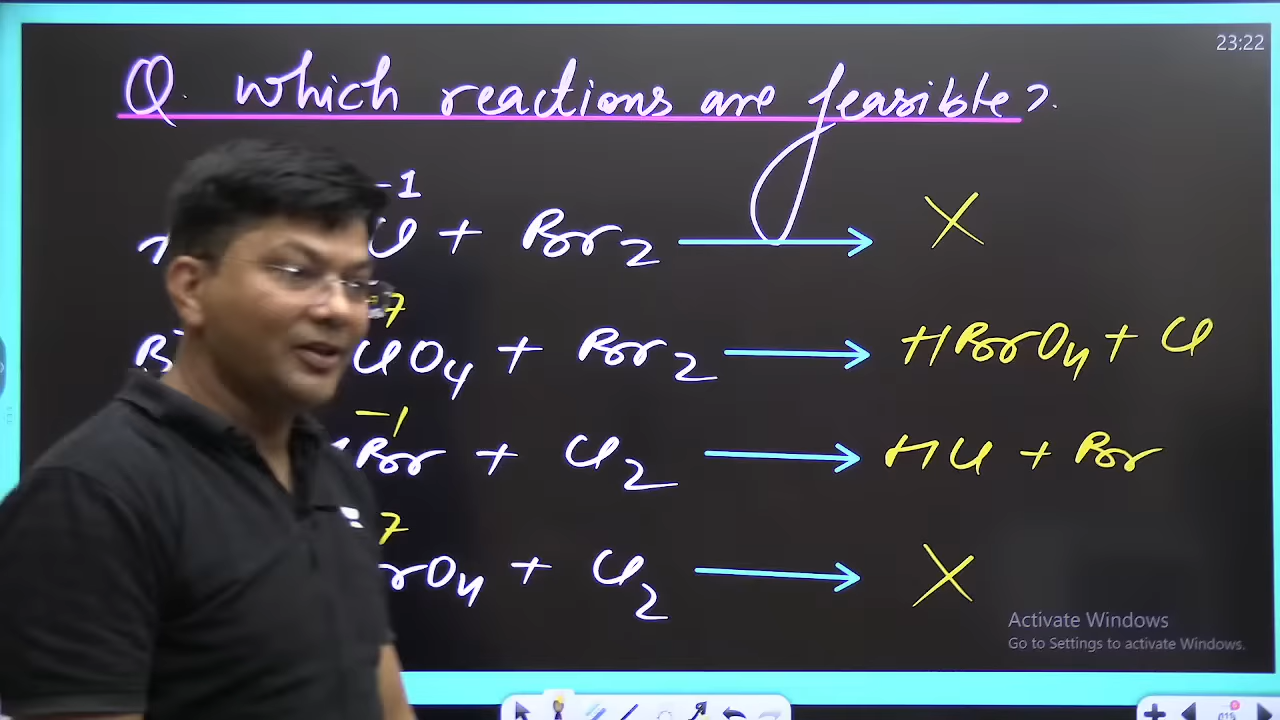 23:22
Q. Which reactions are feasible?
-1
Cl + Br2 → X
7
B ClO4 + Br2 → HBrO4 + Cl
-1
HBr + Cl2 → HCl + Br
7
rO4 + Cl2 → X
Activate Windows
Go to Settings to activate Windows.